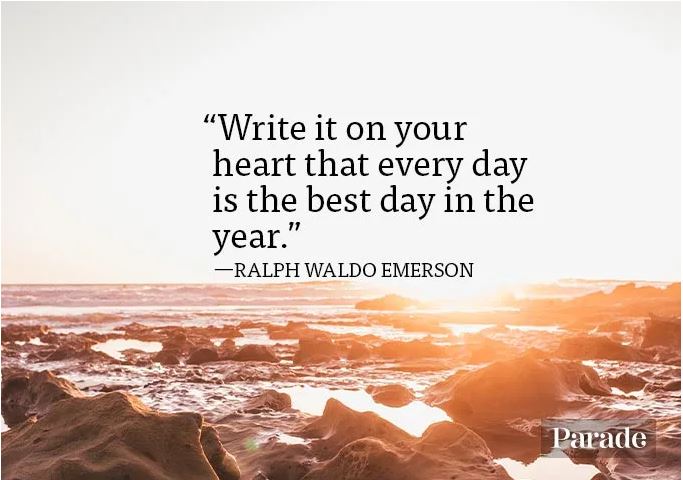 “Write it on your
heart that every day
is the best day in the
year.”
—RALPH WALDO EMERSON
Parade